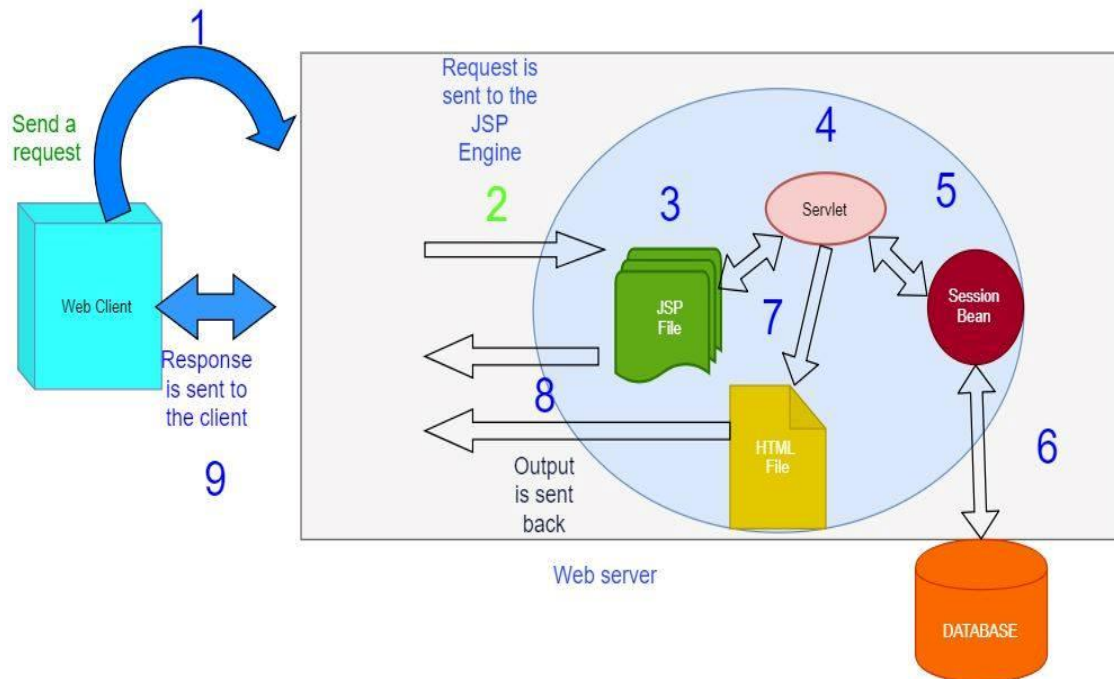 1
Send a
request
Web Client
Response
is sent to
the client
9
Request is
sent to the
JSP
Engine
2
3
4
5
Servlet
JSP
File
Session
Bean
7
8
HTML
File
6
Output
is sent
back
Web server
DATABASE